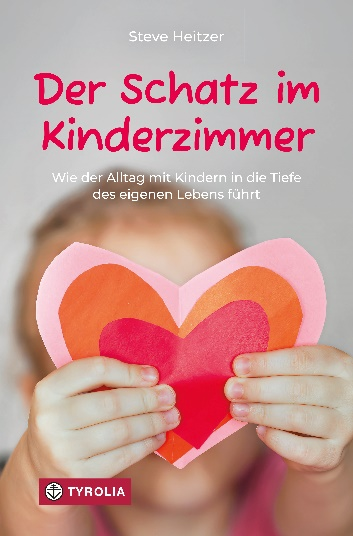 Steve Heitzer
Der Schatz im
Kinderzimmer
Wie der Alltag mit Kindern in die Tiefe
des eigenen Lebens führt
TYROLIA